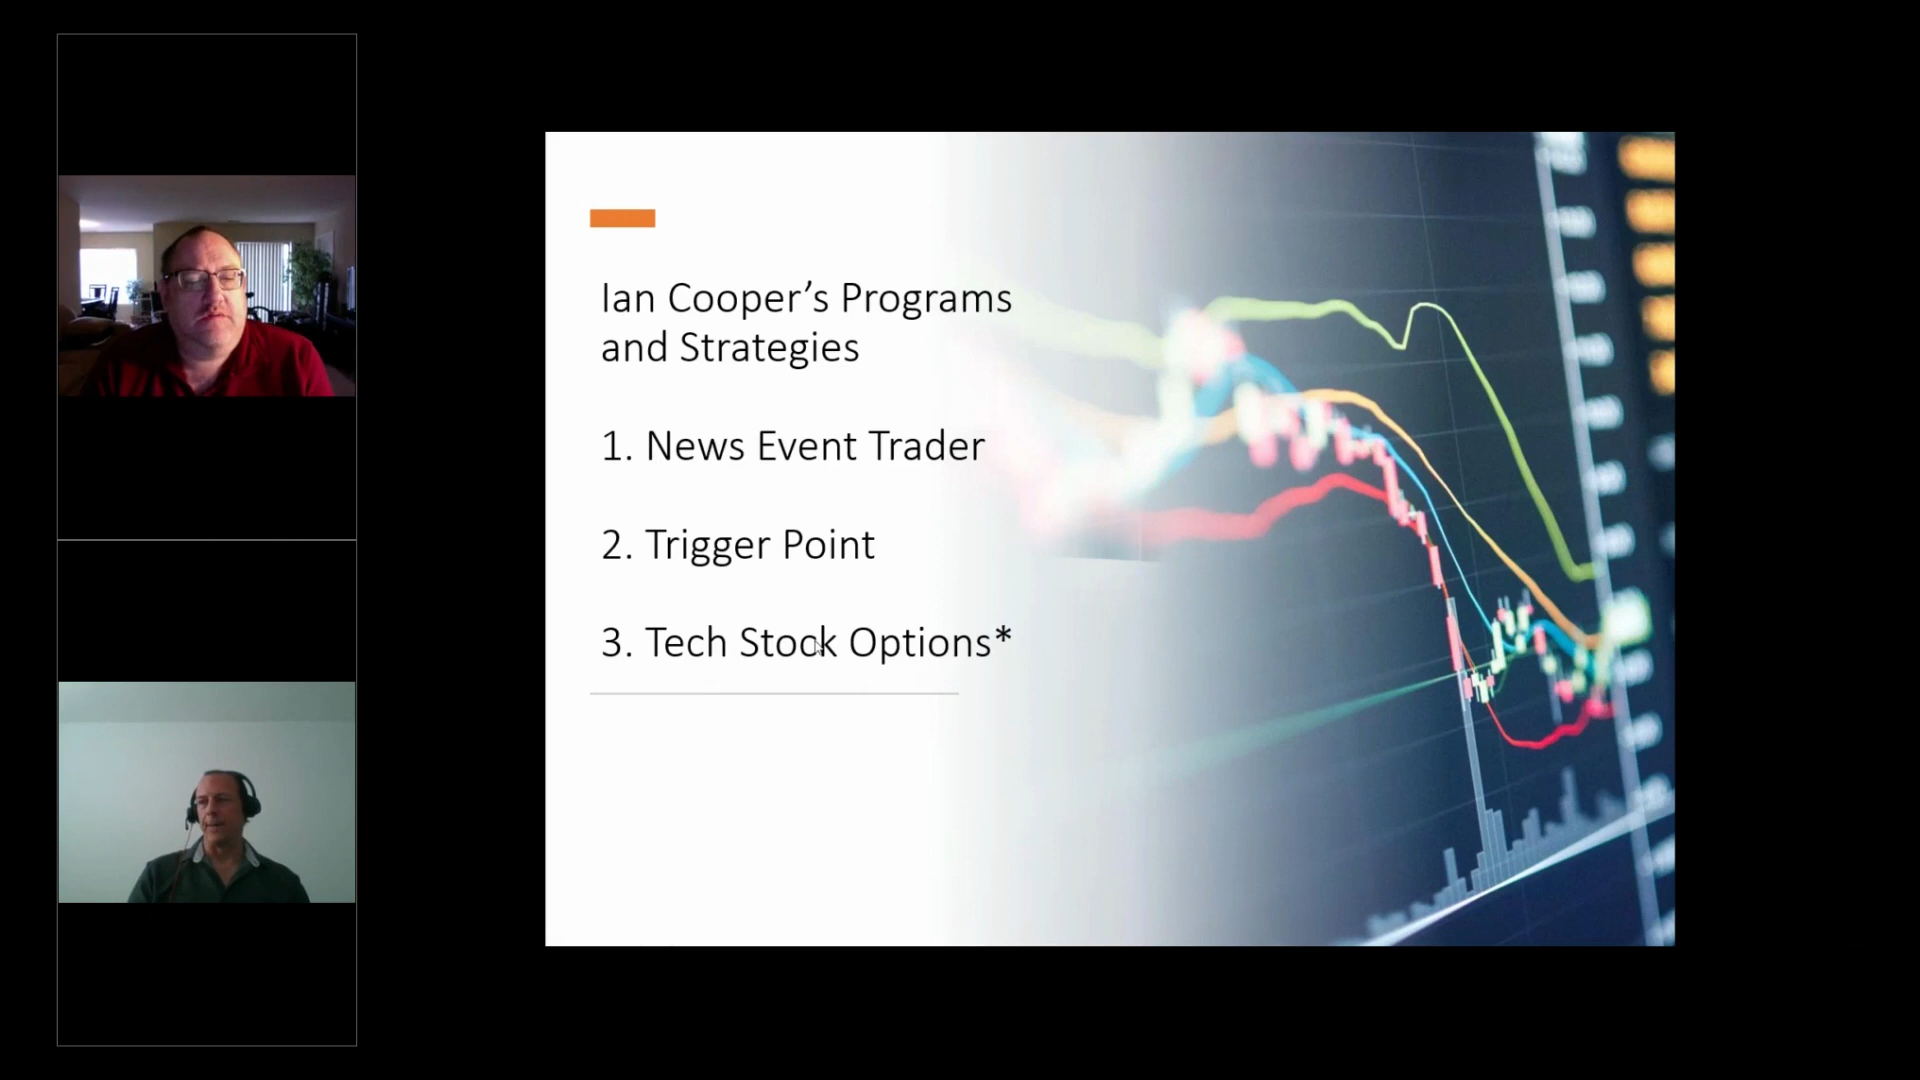 Ian Cooper’s Programs
and Strategies
1. News Event Trader
2. Trigger Point
3. Tech Stock Options*